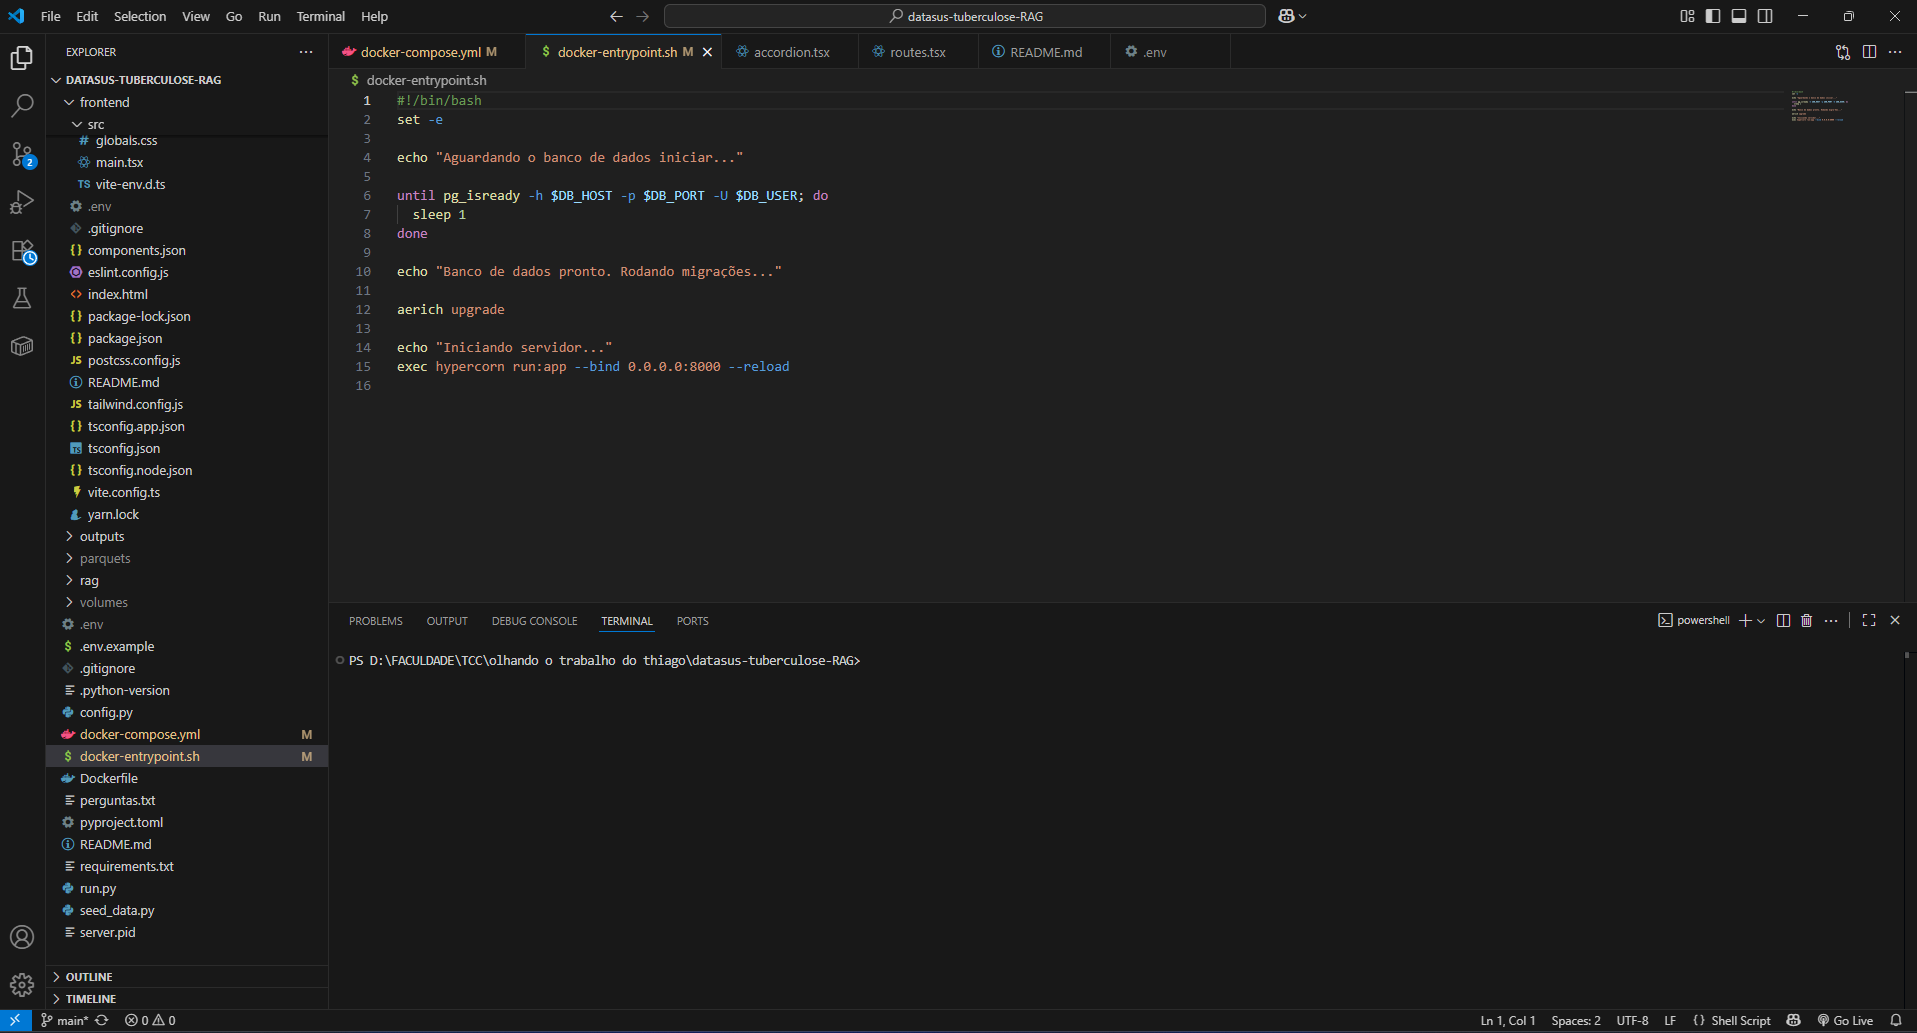 File Edit Selection View Go Run Terminal Help
datasus-tuberculose-RAG
EXPLORER
DATASUS-TUBERCULOSE-RAG
frontend
src
globals.css
main.tsx
vite-env.d.ts
.env
.gitignore
components.json
eslint.config.js
index.html
package-lock.json
package.json
postcss.config.js
README.md
tailwind.config.js
tsconfig.app.json
tsconfig.json
tsconfig.node.json
vite.config.ts
yarn.lock
outputs
parquets
rag
volumes
.env
.env.example
.gitignore
.python-version
config.py
docker-compose.yml M
docker-entrypoint.sh M
Dockerfile
perguntas.txt
pyproject.toml
README.md
requirements.txt
run.py
seed_data.py
server.pid
OUTLINE
TIMELINE
docker-compose.yml M docker-entrypoint.sh M accordion.tsx routes.tsx README.md .env
docker-entrypoint.sh
1 #!/bin/bash
2 set -e
3
4 echo "Aguardando o banco de dados iniciar..."
5
6 until pg_isready -h $DB_HOST -p $DB_PORT -U $DB_USER; do
7 sleep 1
8 done
9
10 echo "Banco de dados pronto. Rodando migrações..."
11
12 aerich upgrade
13
14 echo "Iniciando servidor..."
15 exec hypercorn run:app --bind 0.0.0.0:8000 --reload
16
PROBLEMS OUTPUT DEBUG CONSOLE TERMINAL PORTS
powershell
PS D:\FACULDADE\TCC\olhando o trabalho do thiago\datasus-tuberculose-RAG>
2
main* 0 0
Ln 1, Col 1 Spaces: 2 UTF-8 LF {} Shell Script Go Live